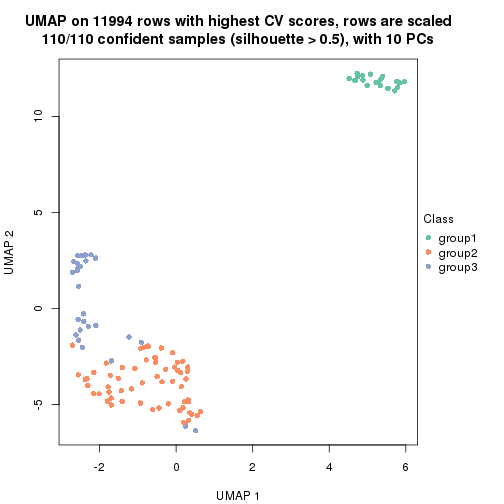 UMAP on 11994 rows with highest CV scores, rows are scaled
110/110 confident samples (silhouette > 0.5), with 10 PCs
10
5
0
-5
UMAP 2
-2
0
2
4
6
UMAP 1
Class
group1
group2
group3